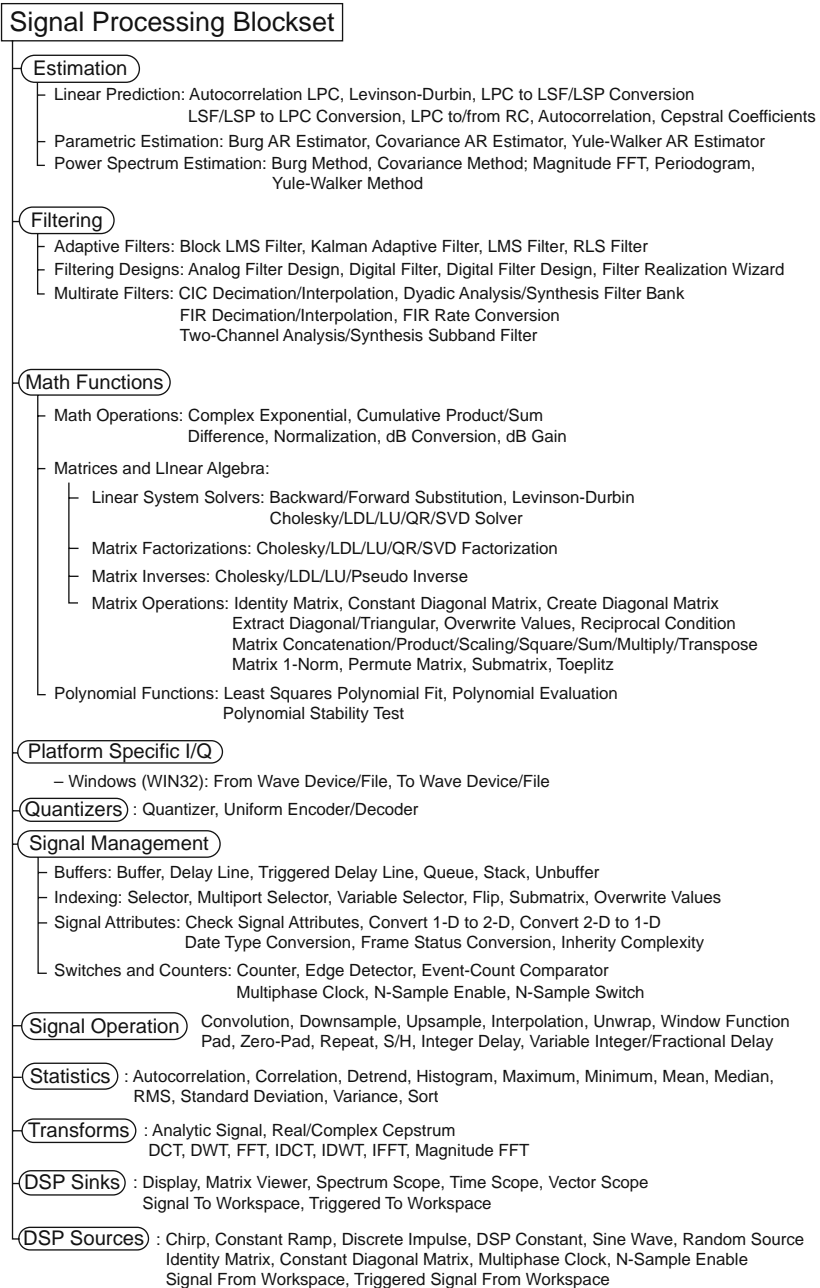 Signal Processing Blockset
Estimation
– Linear Prediction: Autocorrelation LPC, Levinson-Durbin, LPC to LSF/LSP Conversion
LSF/LSP to LPC Conversion, LPC to/from RC, Autocorrelation, Cepstral Coefficients
– Parametric Estimation: Burg AR Estimator, Covariance AR Estimator, Yule-Walker AR Estimator
– Power Spectrum Estimation: Burg Method, Covariance Method; Magnitude FFT, Periodogram,
Yule-Walker Method
Filtering
– Adaptive Filters: Block LMS Filter, Kalman Adaptive Filter, LMS Filter, RLS Filter
– Filtering Designs: Analog Filter Design, Digital Filter, Digital Filter Design, Filter Realization Wizard
– Multirate Filters: CIC Decimation/Interpolation, Dyadic Analysis/Synthesis Filter Bank
FIR Decimation/Interpolation, FIR Rate Conversion
Two-Channel Analysis/Synthesis Subband Filter
Math Functions
– Math Operations: Complex Exponential, Cumulative Product/Sum
Difference, Normalization, dB Conversion, dB Gain
– Matrices and LInear Algebra:
– Linear System Solvers: Backward/Forward Substitution, Levinson-Durbin
Cholesky/LDL/LU/QR/SVD Solver
– Matrix Factorizations: Cholesky/LDL/LU/QR/SVD Factorization
– Matrix Inverses: Cholesky/LDL/LU/Pseudo Inverse
– Matrix Operations: Identity Matrix, Constant Diagonal Matrix, Create Diagonal Matrix
Extract Diagonal/Triangular, Overwrite Values, Reciprocal Condition
Matrix Concatenation/Product/Scaling/Square/Sum/Multiply/Transpose
Matrix 1-Norm, Permute Matrix, Submatrix, Toeplitz
– Polynomial Functions: Least Squares Polynomial Fit, Polynomial Evaluation
Polynomial Stability Test
Platform Specific I/Q
– Windows (WIN32): From Wave Device/File, To Wave Device/File
Quantizers : Quantizer, Uniform Encoder/Decoder
Signal Management
– Buffers: Buffer, Delay Line, Triggered Delay Line, Queue, Stack, Unbuffer
– Indexing: Selector, Multiport Selector, Variable Selector, Flip, Submatrix, Overwrite Values
– Signal Attributes: Check Signal Attributes, Convert 1-D to 2-D, Convert 2-D to 1-D
Date Type Conversion, Frame Status Conversion, Inherity Complexity
– Switches and Counters: Counter, Edge Detector, Event-Count Comparator
Multiphase Clock, N-Sample Enable, N-Sample Switch
Signal Operation Convolution, Downsample, Upsample, Interpolation, Unwrap, Window Function
Pad, Zero-Pad, Repeat, S/H, Integer Delay, Variable Integer/Fractional Delay
Statistics : Autocorrelation, Correlation, Detrend, Histogram, Maximum, Minimum, Mean, Median,
RMS, Standard Deviation, Variance, Sort
Transforms : Analytic Signal, Real/Complex Cepstrum
DCT, DWT, FFT, IDCT, IDWT, IFFT, Magnitude FFT
DSP Sinks : Display, Matrix Viewer, Spectrum Scope, Time Scope, Vector Scope
Signal To Workspace, Triggered To Workspace
DSP Sources : Chirp, Constant Ramp, Discrete Impulse, DSP Constant, Sine Wave, Random Source
Identity Matrix, Constant Diagonal Matrix, Multiphase Clock, N-Sample Enable
Signal From Workspace, Triggered Signal From Workspace